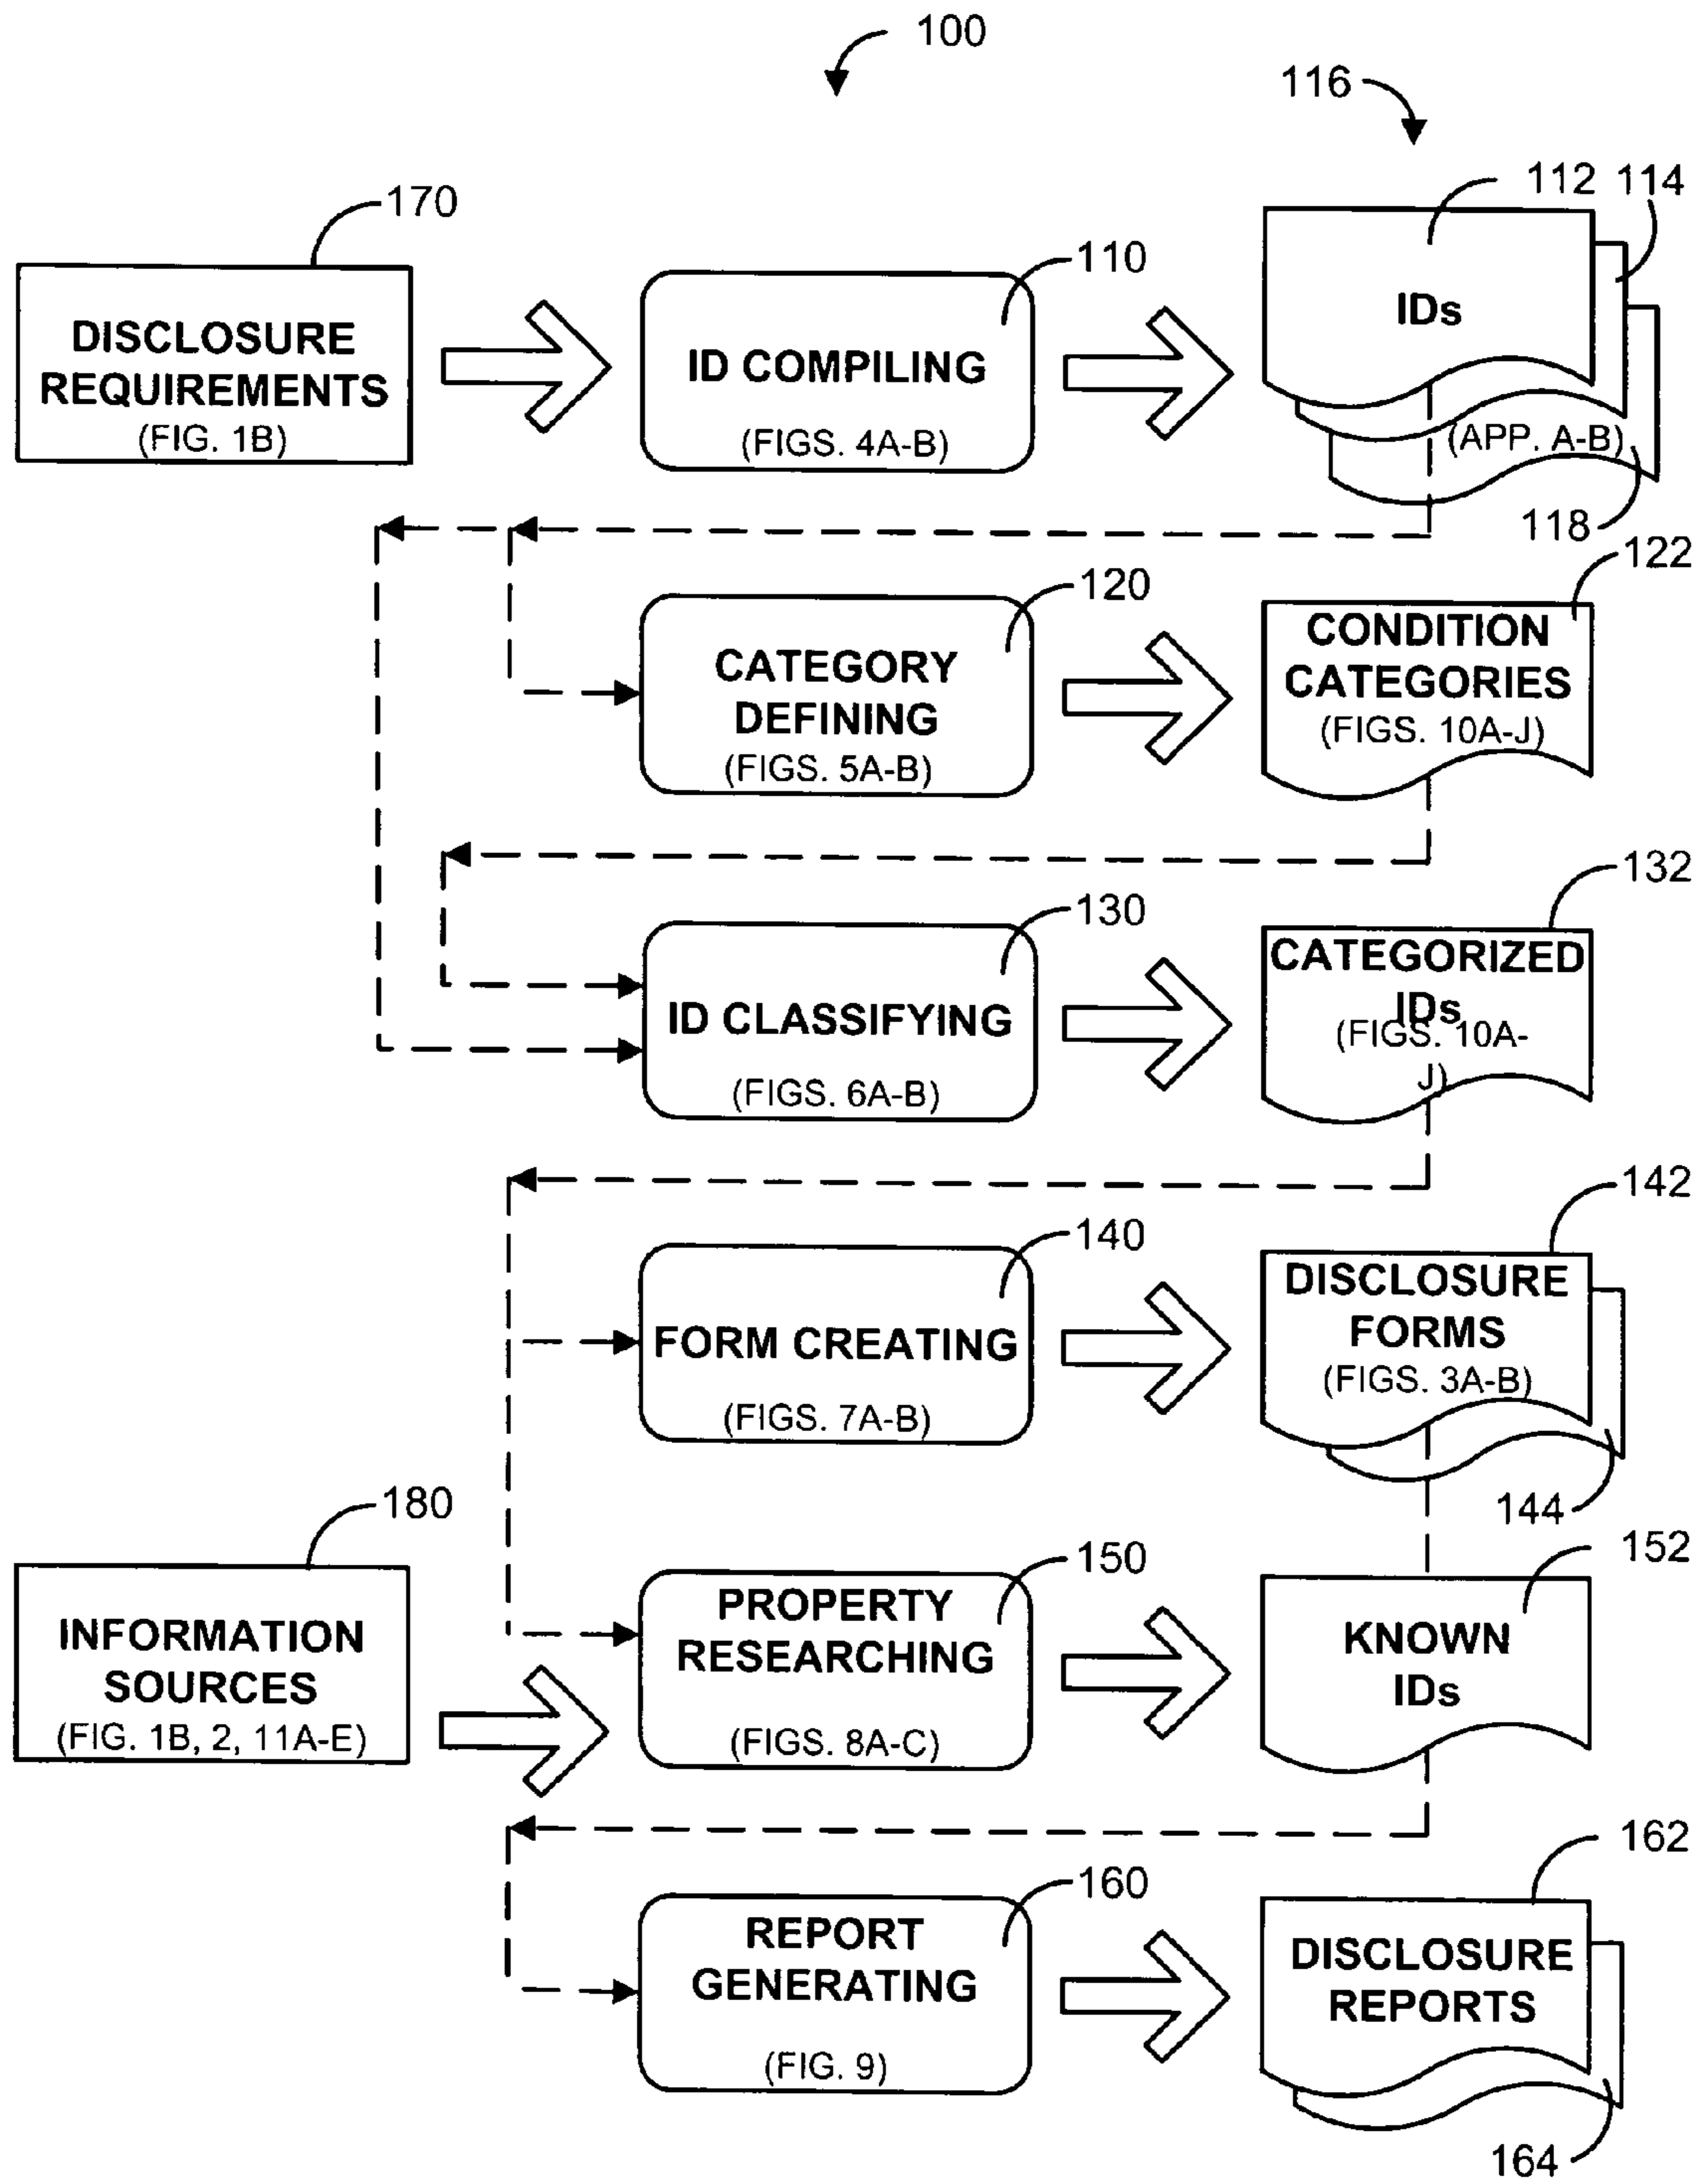 100
116
112 114
170
110
DISCLOSURE
REQUIREMENTS
(FIG. 1B)
ID COMPILING
(FIGS. 4A-B)
IDs
(APP. A-B)
118
122
120
CATEGORY
DEFINING
(FIGS. 5A-B)
CONDITION
CATEGORIES
(FIGS. 10A-J)
132
130
ID CLASSIFYING
(FIGS. 6A-B)
CATEGORIZED
IDs
(FIGS. 10A-
J)
142
140
FORM CREATING
(FIGS. 7A-B)
DISCLOSURE
FORMS
(FIGS. 3A-B)
144
180
150
152
INFORMATION
SOURCES
(FIG. 1B, 2, 11A-E)
PROPERTY
RESEARCHING
(FIGS. 8A-C)
KNOWN
IDs
162
160
REPORT
GENERATING
(FIG. 9)
DISCLOSURE
REPORTS
164